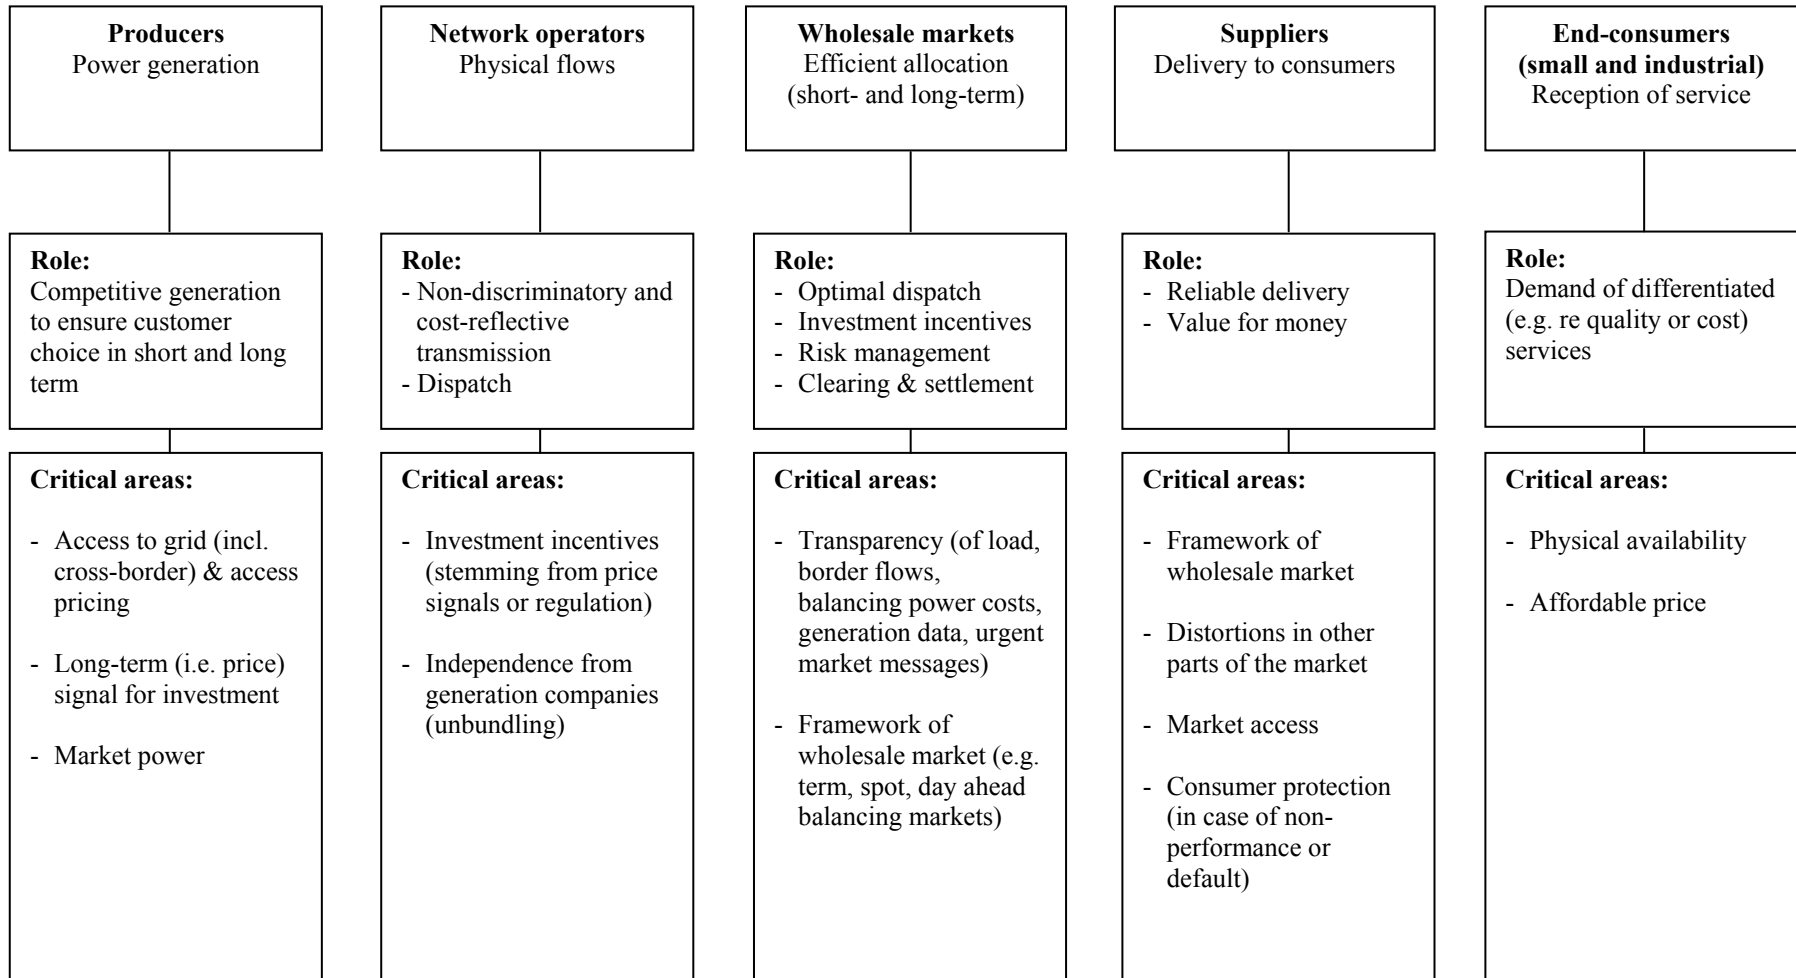 Producers
Power generation
Network operators
Physical flows
Wholesale markets
Efficient allocation
(short- and long-term)
Suppliers
Delivery to consumers
End-consumers
(small and industrial)
Reception of service
Role:
Competitive generation
to ensure customer
choice in short and long
term
Role:
- Non-discriminatory and
cost-reflective
transmission
- Dispatch
Role:
- Optimal dispatch
- Investment incentives
- Risk management
- Clearing & settlement
Role:
- Reliable delivery
- Value for money
Role:
Demand of differentiated
(e.g. re quality or cost)
services
Critical areas:
- Access to grid (incl.
cross-border) & access
pricing
- Long-term (i.e. price)
signal for investment
- Market power
Critical areas:
- Investment incentives
(stemming from price
signals or regulation)
- Independence from
generation companies
(unbundling)
Critical areas:
- Transparency (of load,
border flows,
balancing power costs,
generation data, urgent
market messages)
- Framework of
wholesale market (e.g.
term, spot, day ahead
balancing markets)
Critical areas:
- Framework of
wholesale market
- Distortions in other
parts of the market
- Market access
- Consumer protection
(in case of non-
performance or
default)
Critical areas:
- Physical availability
- Affordable price